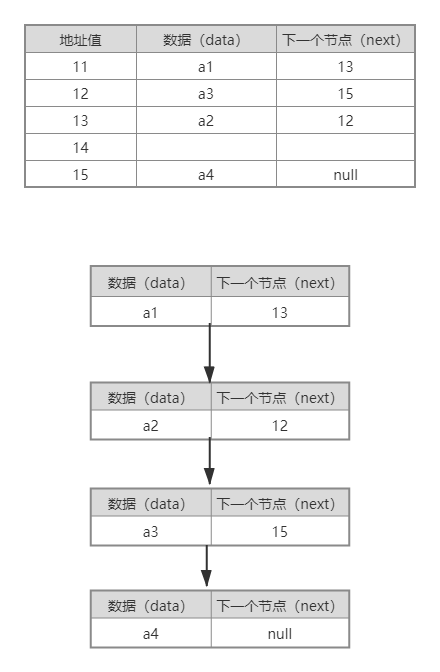 地址值 数据（data） 下一个节点（next）
11 a1 13
12 a3 15
13 a2 12
14
15 a4 null
数据（data） 下一个节点（next）
a1 13
数据（data） 下一个节点（next）
a2 12
数据（data） 下一个节点（next）
a3 15
数据（data） 下一个节点（next）
a4 null